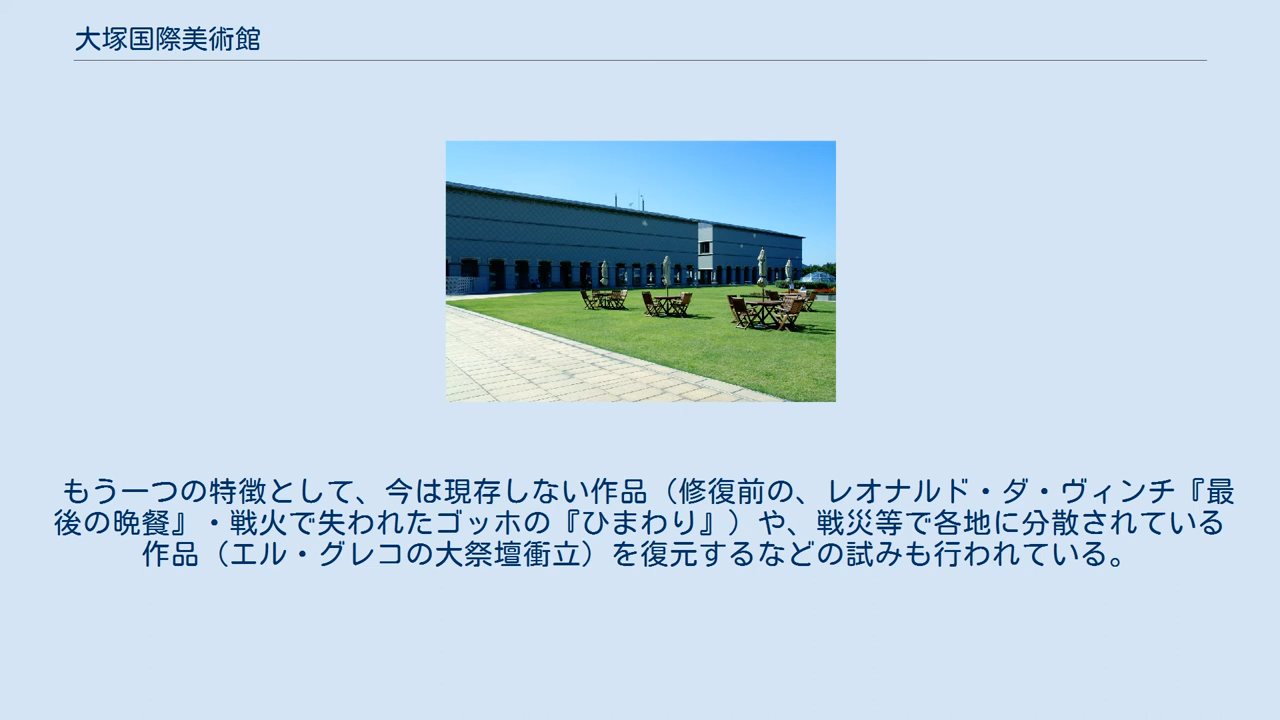 大塚国際美術館
もう一つの特徴として、今は現存しない作品（修復前の、レオナルド・ダ・ヴィンチ『最
後の晩餐』・戦火で失われたゴッホの『ひまわり』）や、戦災等で各地に分散されている
作品（エル・グレコの大祭壇衝立）を復元するなどの試みも行われている。